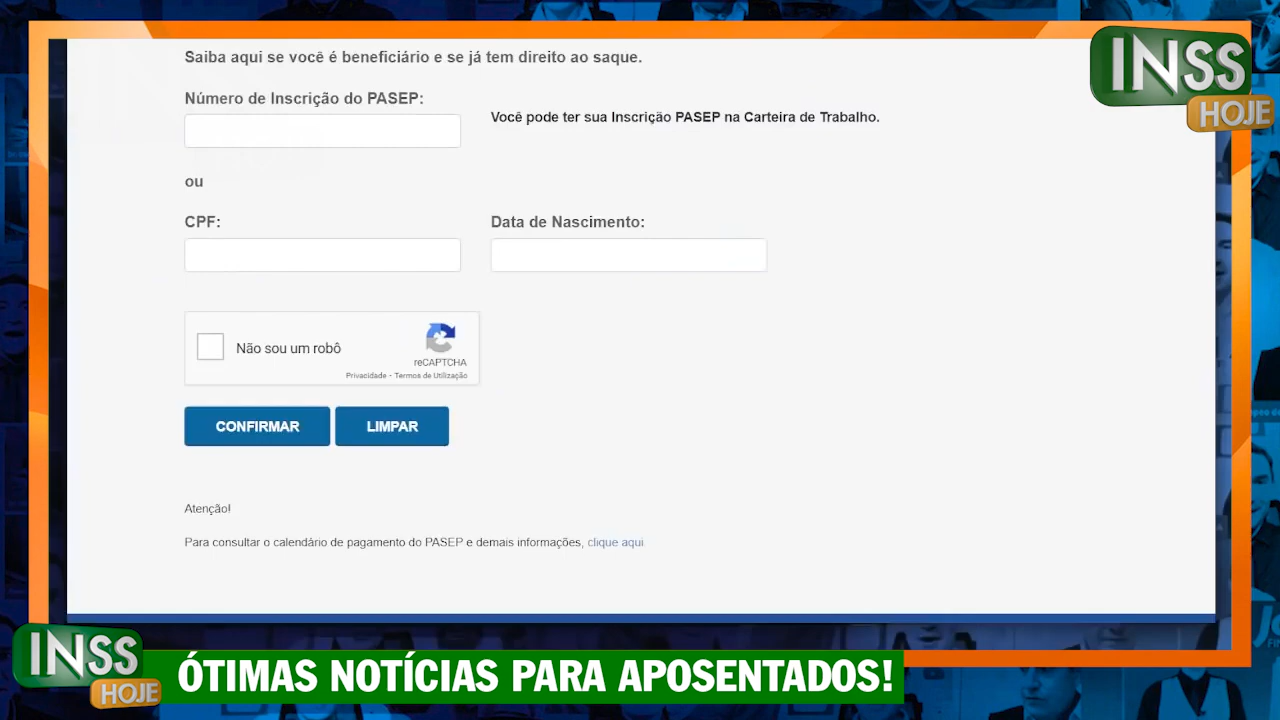 Saiba aqui se você é beneficiário e se já tem direito ao saque.
INSS
HOJE
Número de Inscrição do PASEP:
Você pode ter sua Inscrição PASEP na Carteira de Trabalho.
ou
CPF:
Data de Nascimento:
Não sou um robô
reCAPTCHA
Privacidade - Termos de Utilização
CONFIRMAR
LIMPAR
Atenção!
Para consultar o calendário de pagamento do PASEP e demais informações, clique aqui.
INSS
HOJE
ÓTIMAS NOTÍCIAS PARA APOSENTADOS!